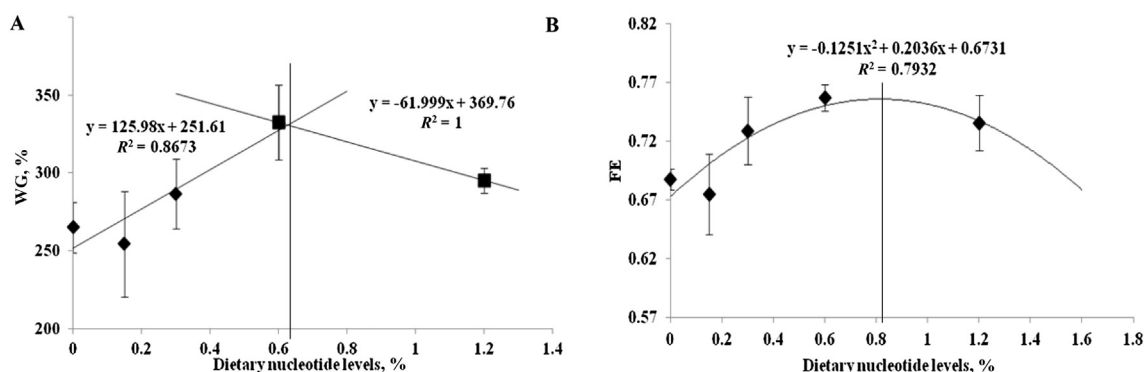 A
WG, %
350
300
250
200
y = 125.98x + 251.61
R² = 0.8673
y = -61.999x + 369.76
R² = 1
0 0.2 0.4 0.6 0.8 1 1.2 1.4
Dietary nucleotide levels, %
B
FE
0.82
0.77
0.72
0.67
0.62
0.57
y = -0.1251x² + 0.2036x + 0.6731
R² = 0.7932
0 0.2 0.4 0.6 0.8 1 1.2 1.4 1.6 1.8
Dietary nucleotide levels, %